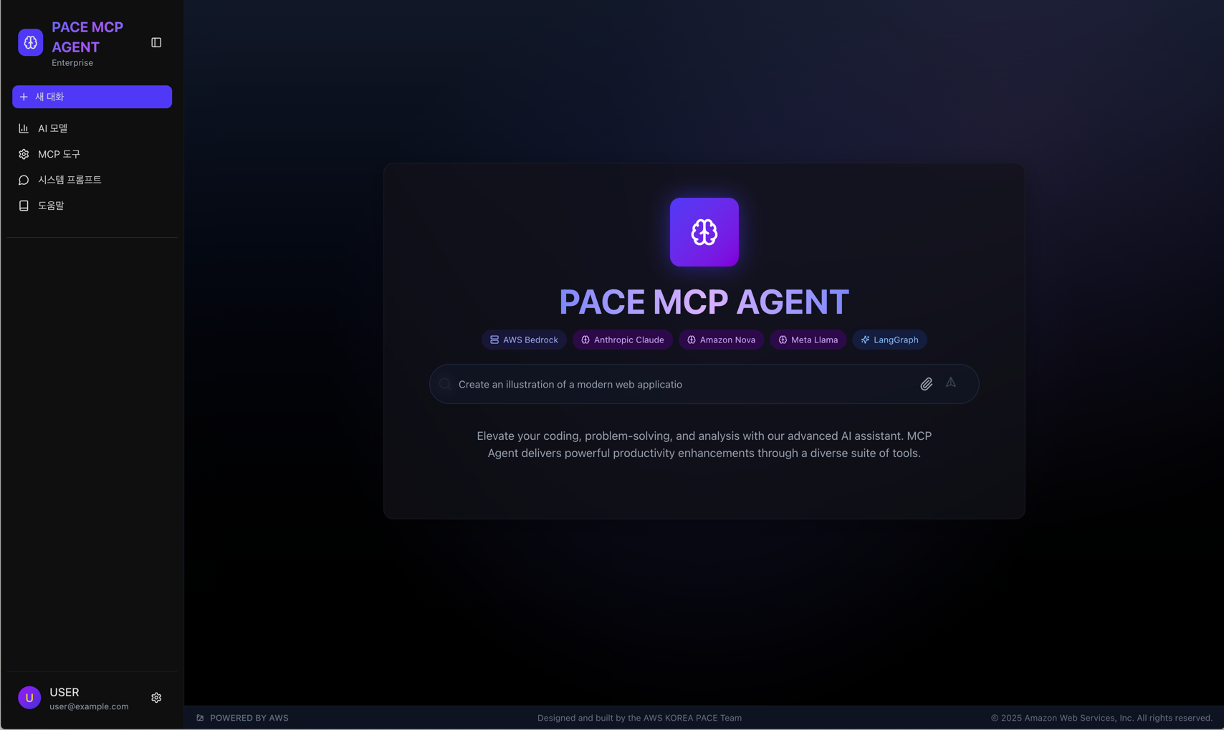 PACE MCP
AGENT
Enterprise
새 대화
AI 모델
MCP 도구
시스템 프롬프트
도움말
PACE MCP AGENT
AWS Bedrock
Anthropic Claude
Amazon Nova
Meta Llama
LangGraph
Create an illustration of a modern web applicatio
Elevate your coding, problem-solving, and analysis with our advanced AI assistant. MCP
Agent delivers powerful productivity enhancements through a diverse suite of tools.
U
USER
user@example.com
POWERED BY AWS
Designed and built by the AWS KOREA PACE Team
© 2025 Amazon Web Services, Inc. All rights reserved.